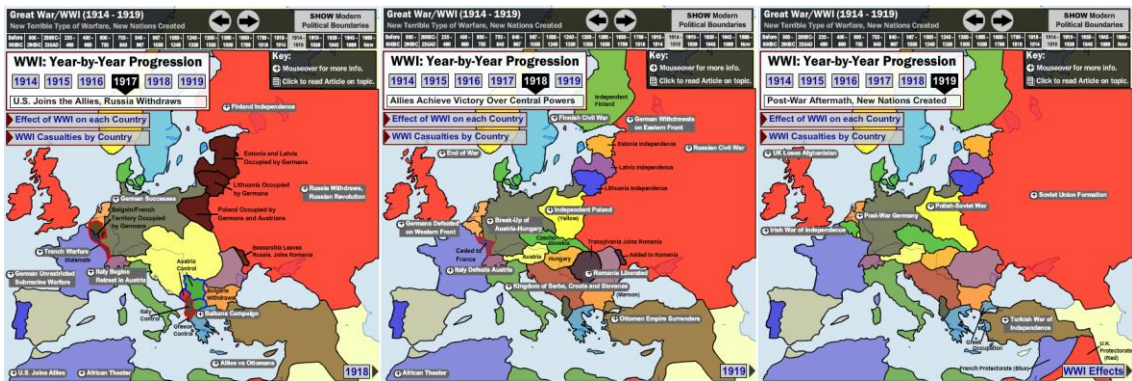 Great War/WWI (1914 - 1919)
New Terrible Type of Warfare, New Nations Created
SHOW Modern
Political Boundaries
WWI: Year-by-Year Progression
1914 1915 1916 1917 1918 1919
U.S. Joins the Allies, Russia Withdraws
Key:
Mouseover for more info.
Click to read Article on topic.
Effect of WWI on each Country
WWI Casualties by Country
Finland Independence
Estonia and Latvia
Occupied by Germans
Lithuania Occupied
by Germans
Russia Withdraws,
Russian Revolution
German Successes
Belgain/French
Territory Occupied
by Germans
Poland Occupied by
Germans and Austrians
Trench Warfare
Stalemate
Bessarabia Leaves
Russia, Joins Romania
Austria
Control
German Unrestricted
Submarine Warfare
Italy Begins
Retreat in Austria
Bulgaria
Withdraws
Italy
Control
Balkans Campaign
Greece
Control
Allies vs Ottomans
U.S. Joins Allies
African Theater
1918
Great War/WWI (1914 - 1919)
New Terrible Type of Warfare, New Nations Created
SHOW Modern
Political Boundaries
WWI: Year-by-Year Progression
1914 1915 1916 1917 1918 1919
Allies Achieve Victory Over Central Powers
Key:
Mouseover for more info.
Click to read Article on topic.
Effect of WWI on each Country
WWI Casualties by Country
Independent
Finland
Finnish Civil War
German Withdrawals
on Eastern Front
Estonia Independence
Russian Civil War
End of War
Latvia Independence
Lithuania Independence
Independent Poland
(Yellow)
Germans Defeated
on Western Front
Break-Up of
Austria-Hungary
Czecho-
slovakia
Transylvania Joins Romania
Ceded to
France
Austria
Hungary
Added to Romania
Italy Defeats Austria
Romania Liberated
Kingdom of Serbs, Croats and Slovenes
(Maroon)
Ottoman Empire Surrenders
African Theater
1919
Great War/WWI (1914 - 1919)
New Terrible Type of Warfare, New Nations Created
SHOW Modern
Political Boundaries
WWI: Year-by-Year Progression
1914 1915 1916 1917 1918 1919
Post-War Aftermath, New Nations Created
Key:
Mouseover for more info.
Click to read Article on topic.
Effect of WWI on each Country
WWI Casualties by Country
UK Loses Afghanistan
Soviet Union Formation
Polish-Soviet War
Post-War Germany
Irish War of Independence
Turkish War of
Independence
Greek
Occupation
U.K.
Protectorate
(Red)
French Protectorate (Blue)
WWI Effects